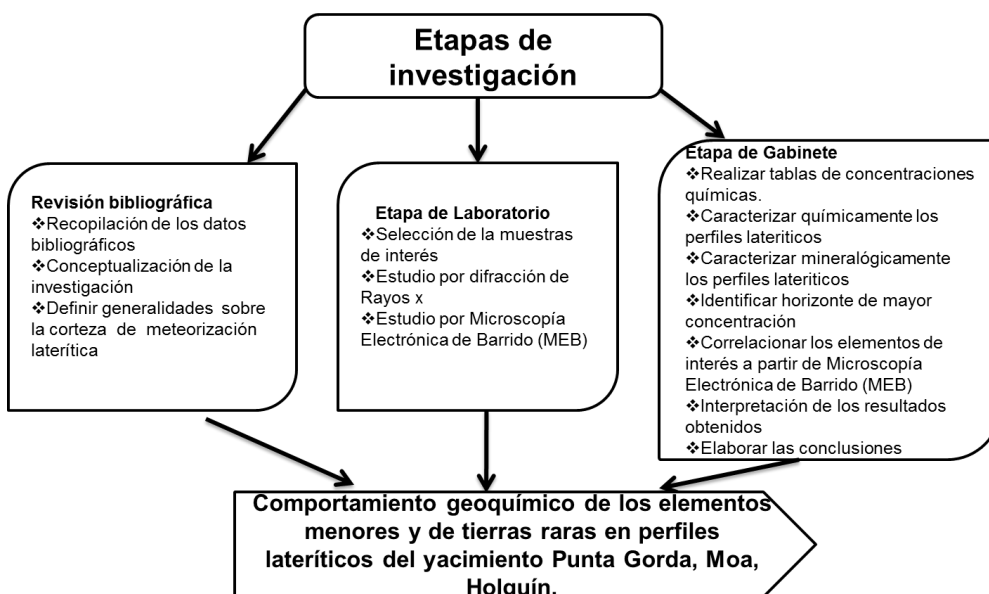 Etapas de
investigación
Revisión bibliográfica
❖Recopilación de los datos
bibliográficos
❖Conceptualización de la
investigación
❖Definir generalidades sobre
la corteza de meteorización
laterítica
Etapa de Laboratorio
❖Selección de la muestras
de interés
❖Estudio por difracción de
Rayos x
❖Estudio por Microscopía
Electrónica de Barrido (MEB)
Etapa de Gabinete
❖Realizar tablas de concentraciones
químicas.
❖Caracterizar químicamente los
perfiles lateriticos
❖Caracterizar mineralógicamente
los perfiles lateriticos
❖Identificar horizonte de mayor
concentración
❖Correlacionar los elementos de
interés a partir de Microscopía
Electrónica de Barrido (MEB)
❖Interpretación de los resultados
obtenidos
❖Elaborar las conclusiones
Comportamiento geoquímico de los elementos
menores y de tierras raras en perfiles
lateríticos del yacimiento Punta Gorda, Moa,
Holguín.